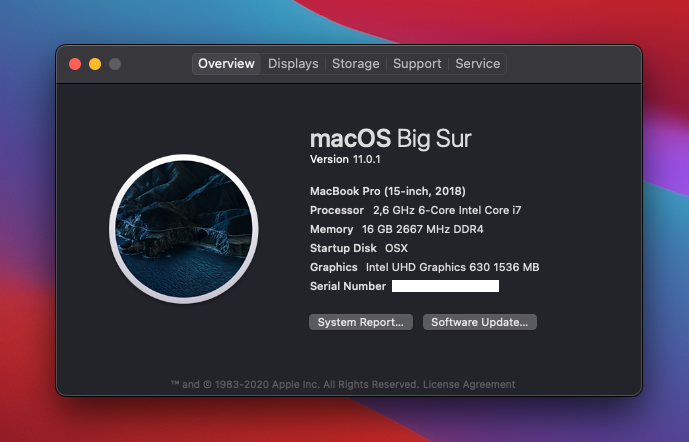 Overview Displays Storage Support Service
macOS Big Sur
Version 11.0.1
MacBook Pro (15-inch, 2018)
Processor 2,6 GHz 6-Core Intel Core i7
Memory 16 GB 2667 MHz DDR4
Startup Disk OSX
Graphics Intel UHD Graphics 630 1536 MB
Serial Number
System Report... Software Update...
™ and © 1983-2020 Apple Inc. All Rights Reserved. License Agreement